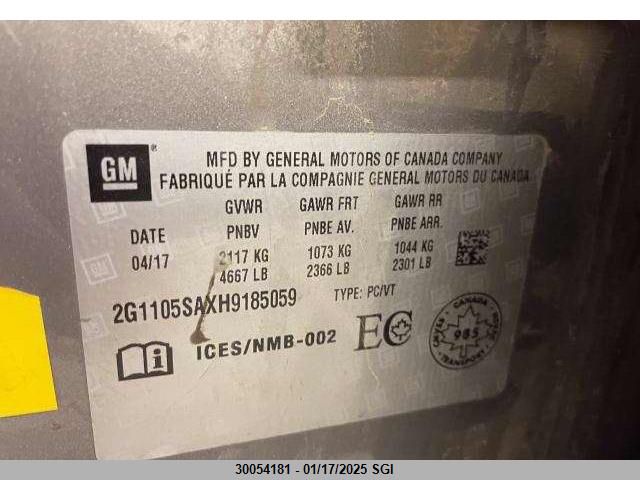 GM
MFD BY GENERAL MOTORS OF CANADA COMPANY
FABRIQUÉ PAR LA COMPAGNIE GENERAL MOTORS DU CANADA
GVWR GAWR FRT GAWR RR
DATE PNBV PNBE AV. PNBE ARR.
04/17 2117 KG 1073 KG 1044 KG
4667 LB 2366 LB 2301 LB
2G1105SAXH9185059 TYPE: PC/VT
ICES/NMB-002 EC 985
30054181 - 01/17/2025 SGI